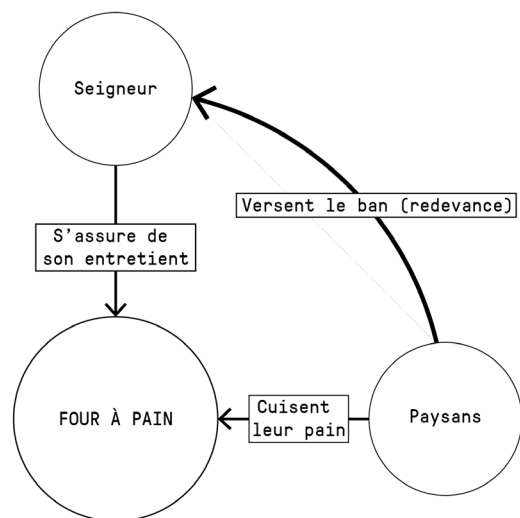 Seigneur
Versent le ban (redevance)
S'assure de
son entretient
FOUR À PAIN
Cuisent
leur pain
Paysans